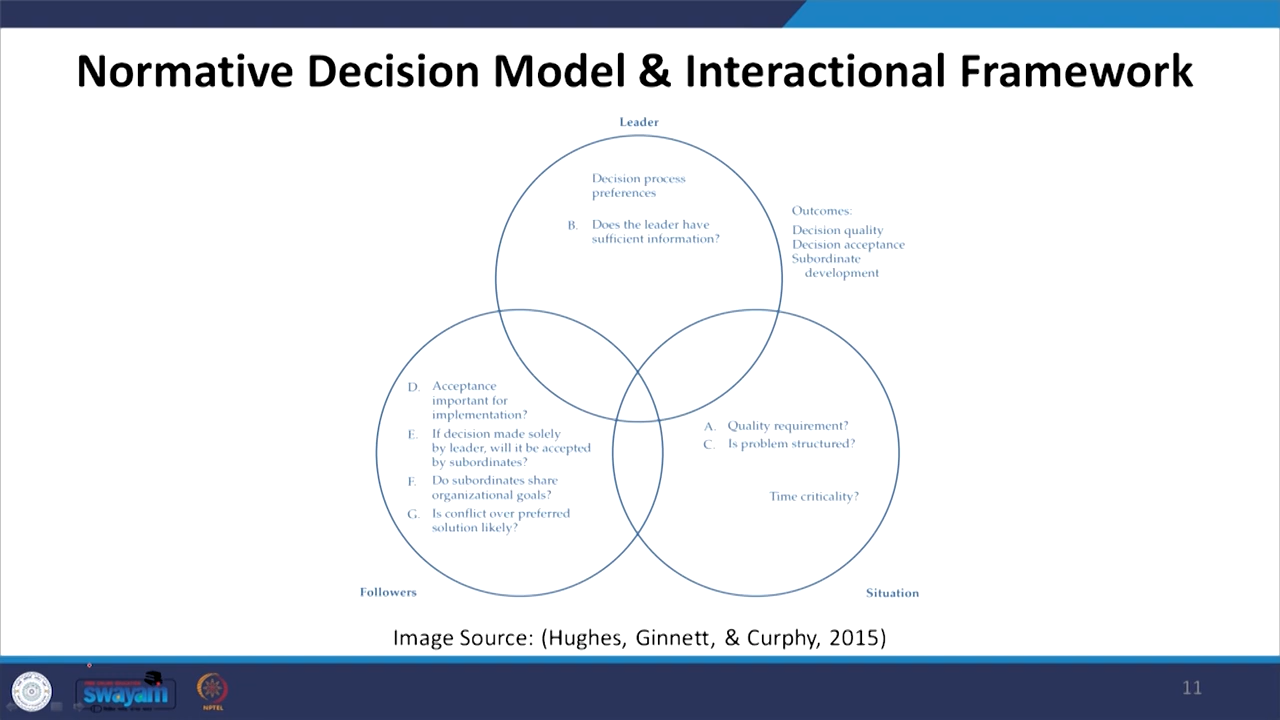 Normative Decision Model & Interactional Framework
Leader
Decision process
preferences
B. Does the leader have
sufficient information?
Outcomes:
Decision quality
Decision acceptance
Subordinate
development
D. Acceptance
important for
implementation?
E. If decision made solely
by leader, will it be accepted
by subordinates?
F. Do subordinates share
organizational goals?
G. Is conflict over preferred
solution likely?
A. Quality requirement?
C. Is problem structured?
Time criticality?
Followers
Situation
Image Source: (Hughes, Ginnett, & Curphy, 2015)
swayam
NPTEL
11